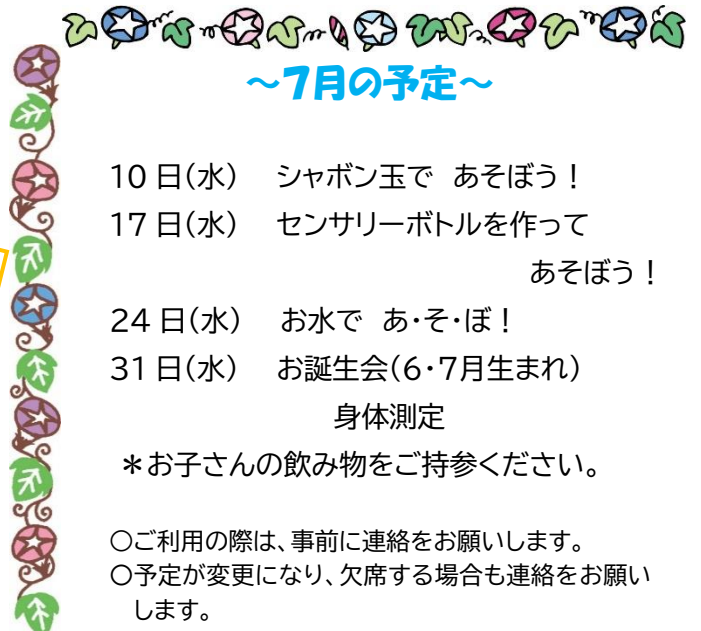 ～7月の予定～
10日(水)　シャボン玉で あそぼう！
17日(水)　センサリーボトルを作って
あそぼう！
24日(水)　お水で あ・そ・ぼ！
31日(水)　お誕生会(6・7月生まれ)
身体測定
＊お子さんの飲み物をご持参ください。
○ご利用の際は、事前に連絡をお願いします。
○予定が変更になり、欠席する場合も連絡をお願い
します。